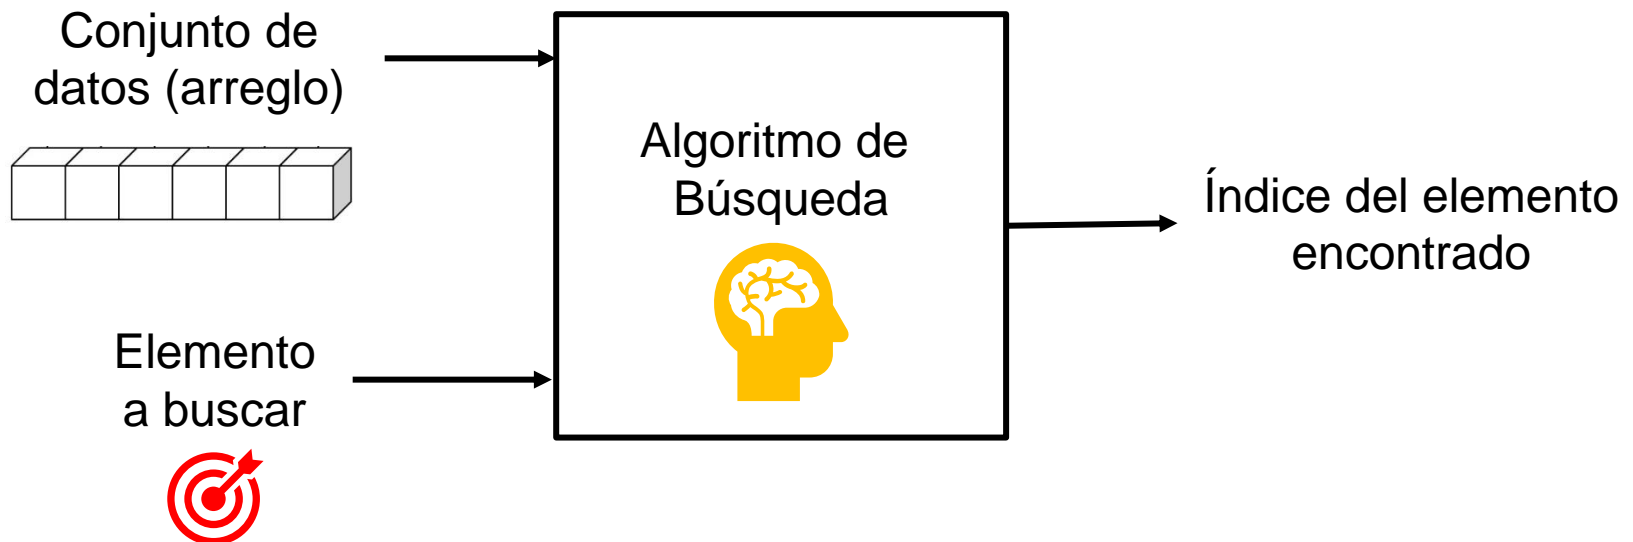 Conjunto de
datos (arreglo)
Algoritmo de
Búsqueda
Índice del elemento
encontrado
Elemento
a buscar